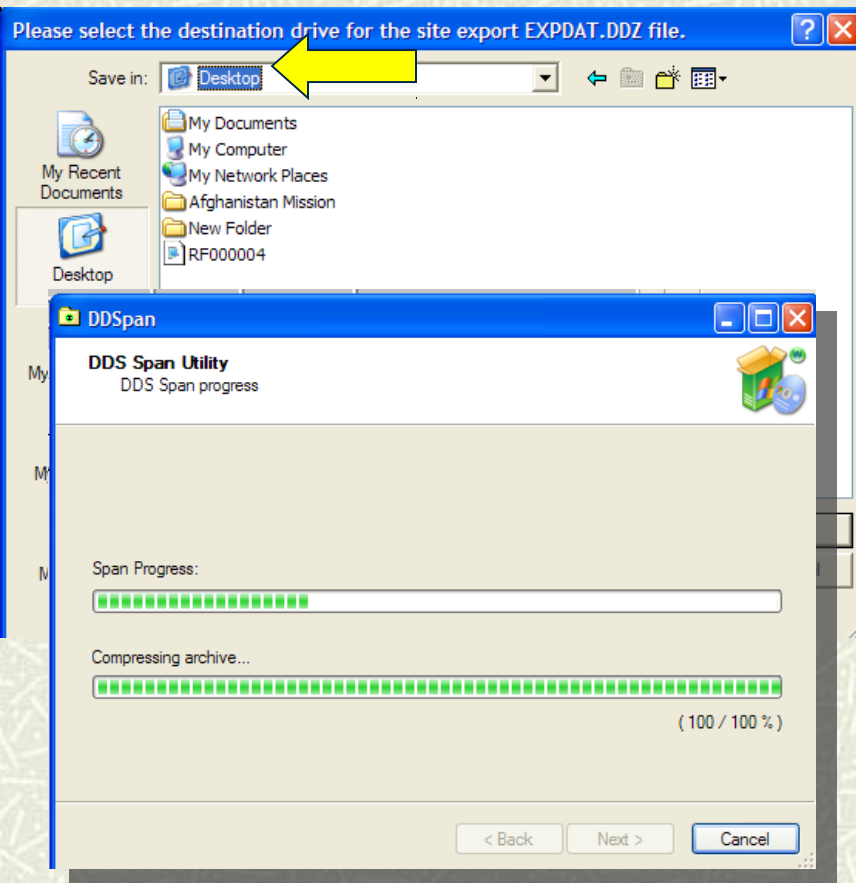 Please select the destination drive for the site export EXPDAT.DDZ file.
Save in: Desktop
My Documents
My Computer
My Network Places
Afghanistan Mission
New Folder
RF000004
My Recent
Documents
Desktop
My
DDSpan
DDS Span Utility
DDS Span progress
Span Progress:
Compressing archive...
( 100 / 100 % )
< Back
Next >
Cancel